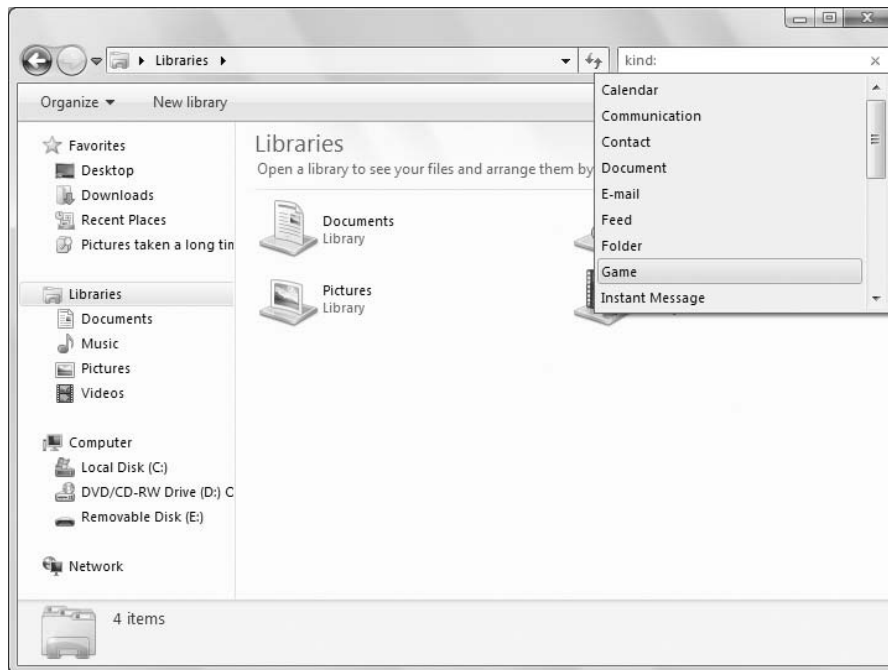 Libraries
kind:
Organize
New library
Favorites
Desktop
Downloads
Recent Places
Pictures taken a long tin
Libraries
Documents
Music
Pictures
Videos
Computer
Local Disk (C:)
DVD/CD-RW Drive (D:) C
Removable Disk (E:)
Network
Libraries
Open a library to see your files and arrange them by
Documents
Library
Pictures
Library
Calendar
Communication
Contact
Document
E-mail
Feed
Folder
Game
Instant Message
4 items